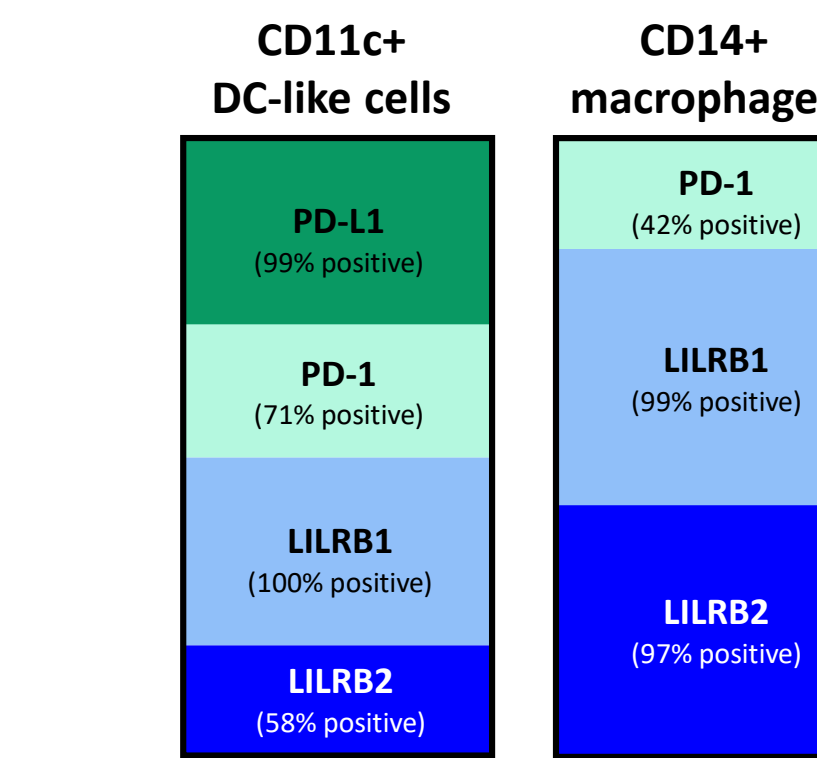 CD11c+
DC-like cells
PD-L1
(99% positive)
PD-1
(71% positive)
LILRB1
(100% positive)
LILRB2
(58% positive)
CD14+
macrophage
PD-1
(42% positive)
LILRB1
(99% positive)
LILRB2
(97% positive)